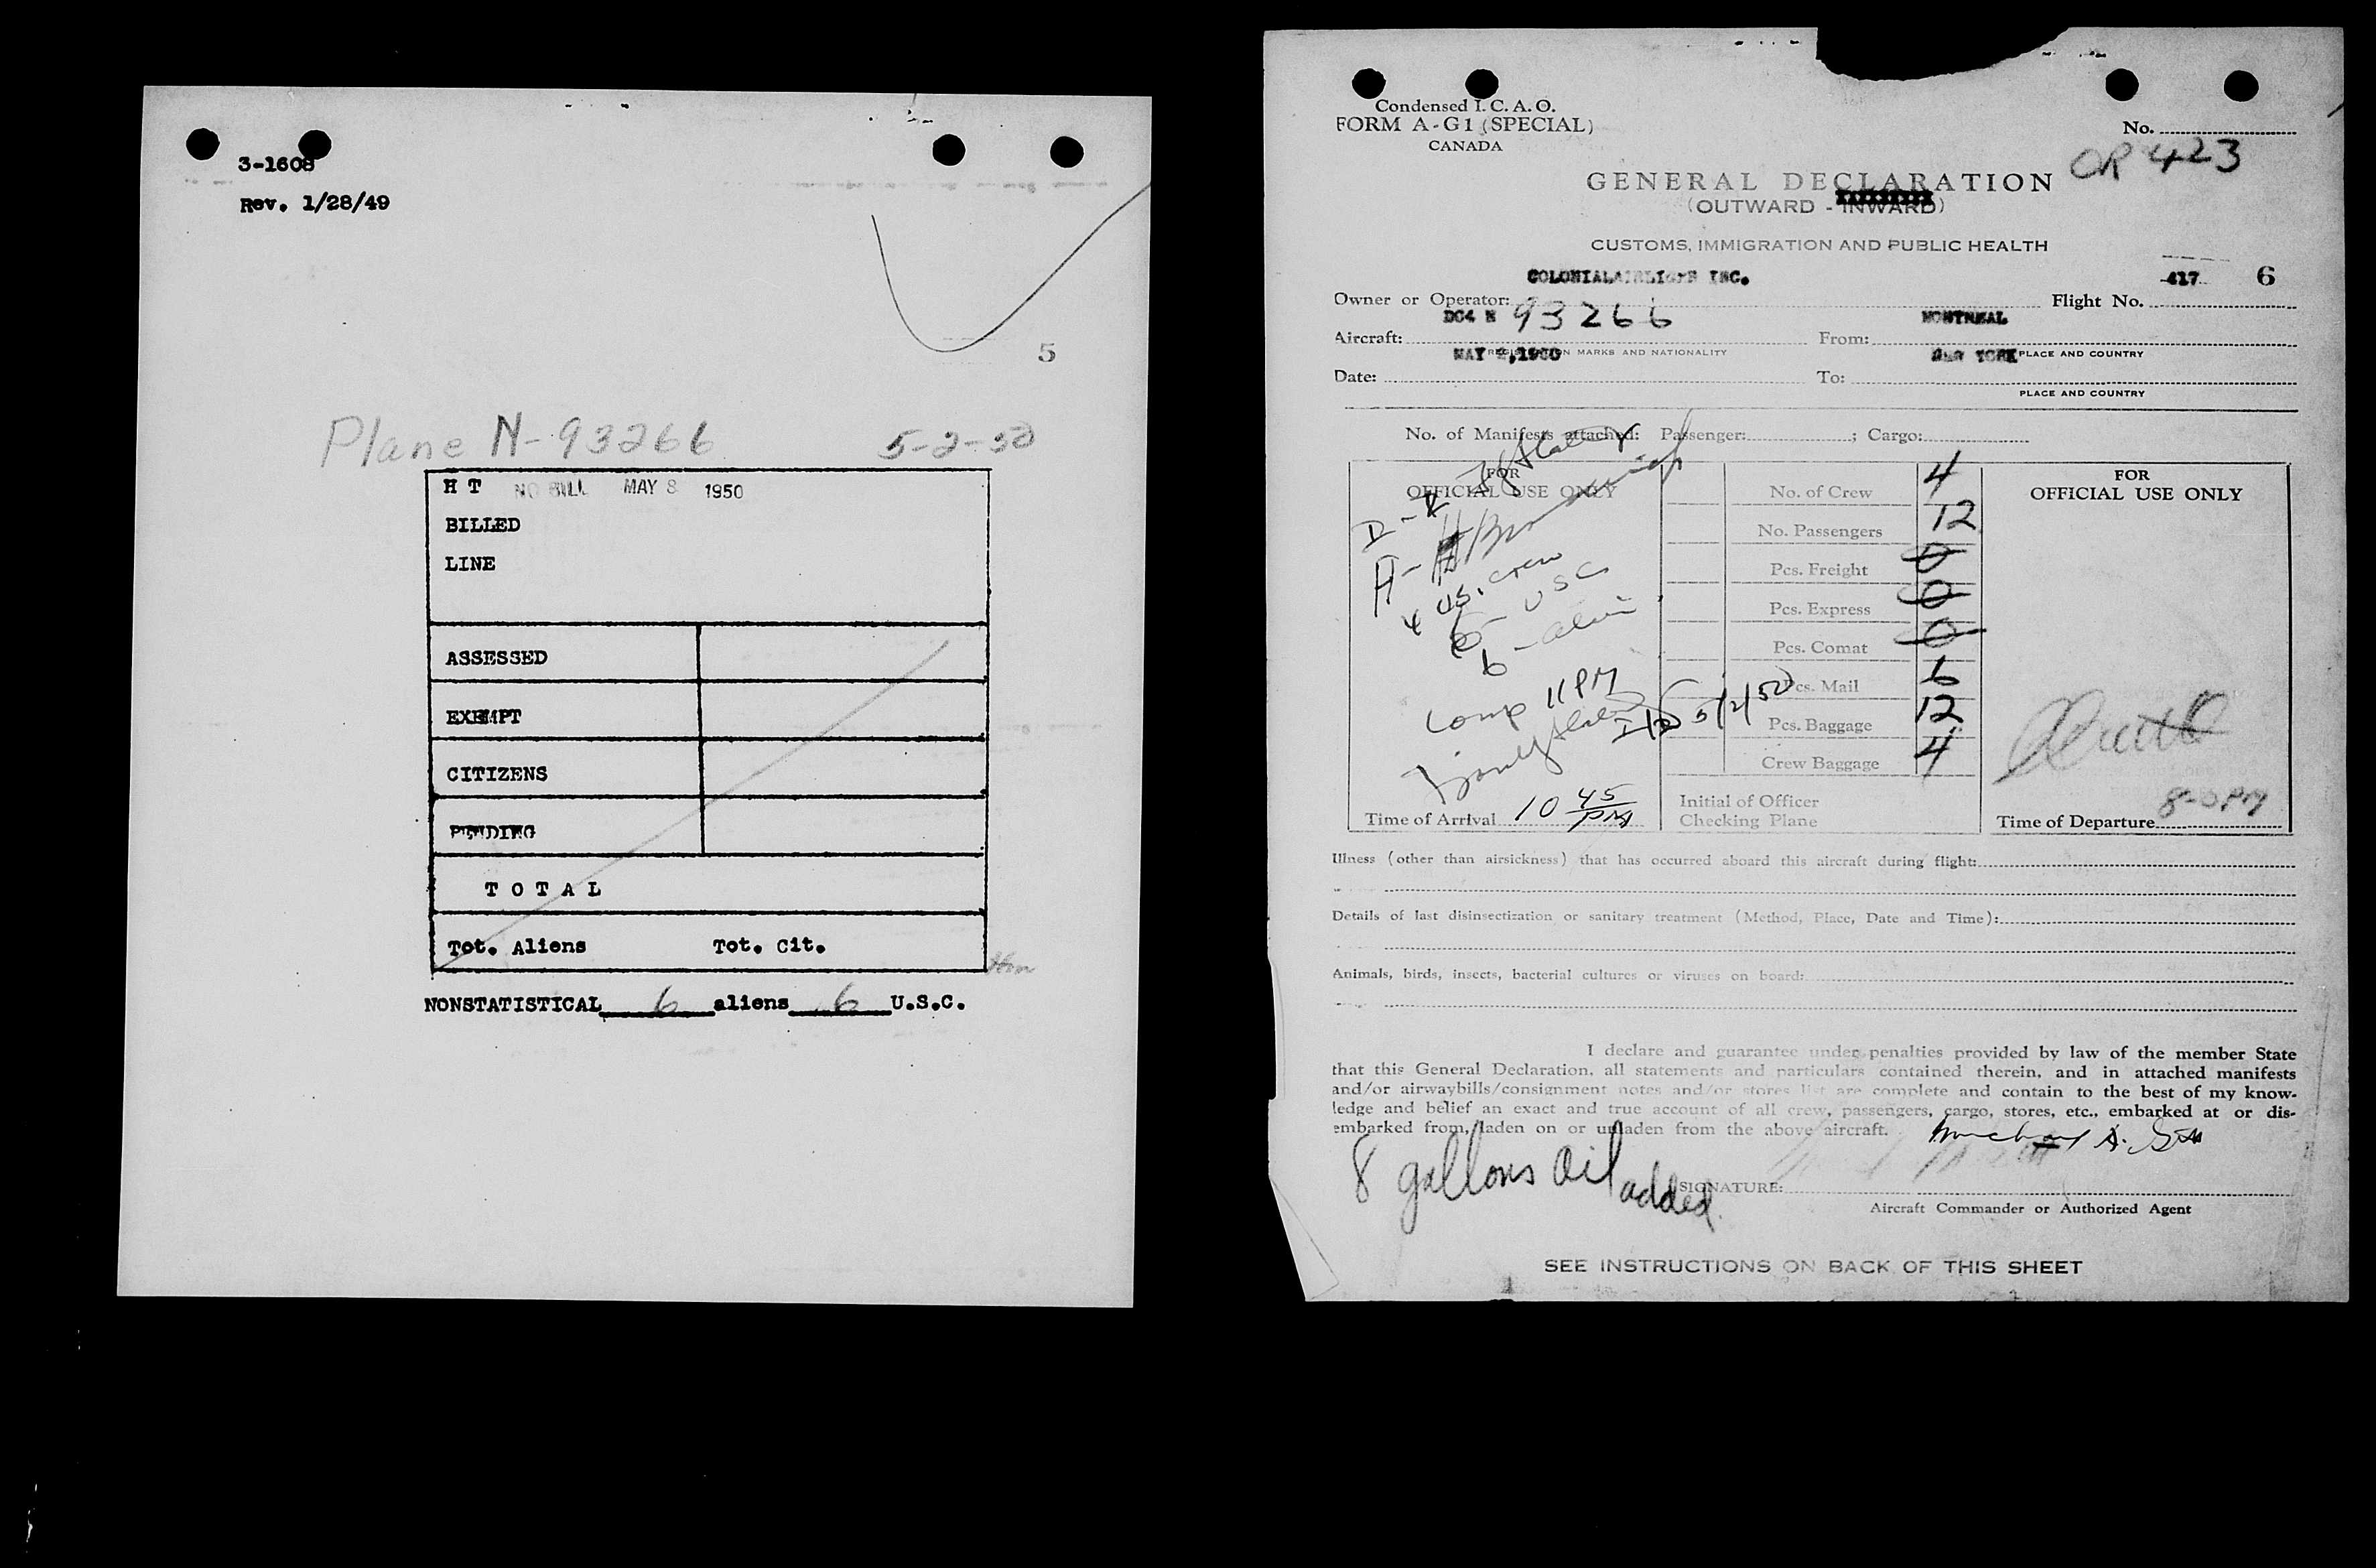 3-1608
Rev. 1/28/49
5
Plane N-93266 5-2-50
H T NO BILL MAY 8 1950
BILLED
LINE
ASSESSED
EXEMPT
CITIZENS
PENDING
T O T A L
Tot. Aliens Tot. Cit.
NONSTATISTICAL 6 aliens 6 U.S.C.
Condensed I.C.A.O.
FORM A-G1 (SPECIAL)
CANADA
No.
OR 423
GENERAL DECLARATION
(OUTWARD - INWARD)
CUSTOMS, IMMIGRATION AND PUBLIC HEALTH
COLONIAL AIRLINES INC. 417 6
Owner or Operator: Flight No.
DC4 N 93266 MONTREAL
Aircraft: From:
REGISTRATION MARKS AND NATIONALITY PLACE AND COUNTRY
MAY 2, 1950 NEW YORK
Date: To:
PLACE AND COUNTRY
No. of Manifests attached: Passenger: ; Cargo:
FOR
OFFICIAL USE ONLY
4 US. crew
6 - USC
6 - alien
Comp 11 PM
5/2/50
Time of Arrival 10 45 PM
No. of Crew 4
No. Passengers 12
Pcs. Freight 0
Pcs. Express 0
Pcs. Comat 0
Pcs. Mail 6
Pcs. Baggage 12
Crew Baggage 4
Initial of Officer
Checking Plane
FOR
OFFICIAL USE ONLY
Time of Departure
Illness (other than airsickness) that has occurred aboard this aircraft during flight:
Details of last disinsectization or sanitary treatment (Method, Place, Date and Time):
Animals, birds, insects, bacterial cultures or viruses on board:
I declare and guarantee under penalties provided by law of the member State
that this General Declaration, all statements and particulars contained therein, and in attached manifests
and/or airwaybills/consignment notes and/or stores list are complete and contain to the best of my know-
ledge and belief an exact and true account of all crew, passengers, cargo, stores, etc., embarked at or dis-
embarked from, laden on or unladen from the above aircraft.
8 gallons Oil added.
SIGNATURE:
Aircraft Commander or Authorized Agent
SEE INSTRUCTIONS ON BACK OF THIS SHEET